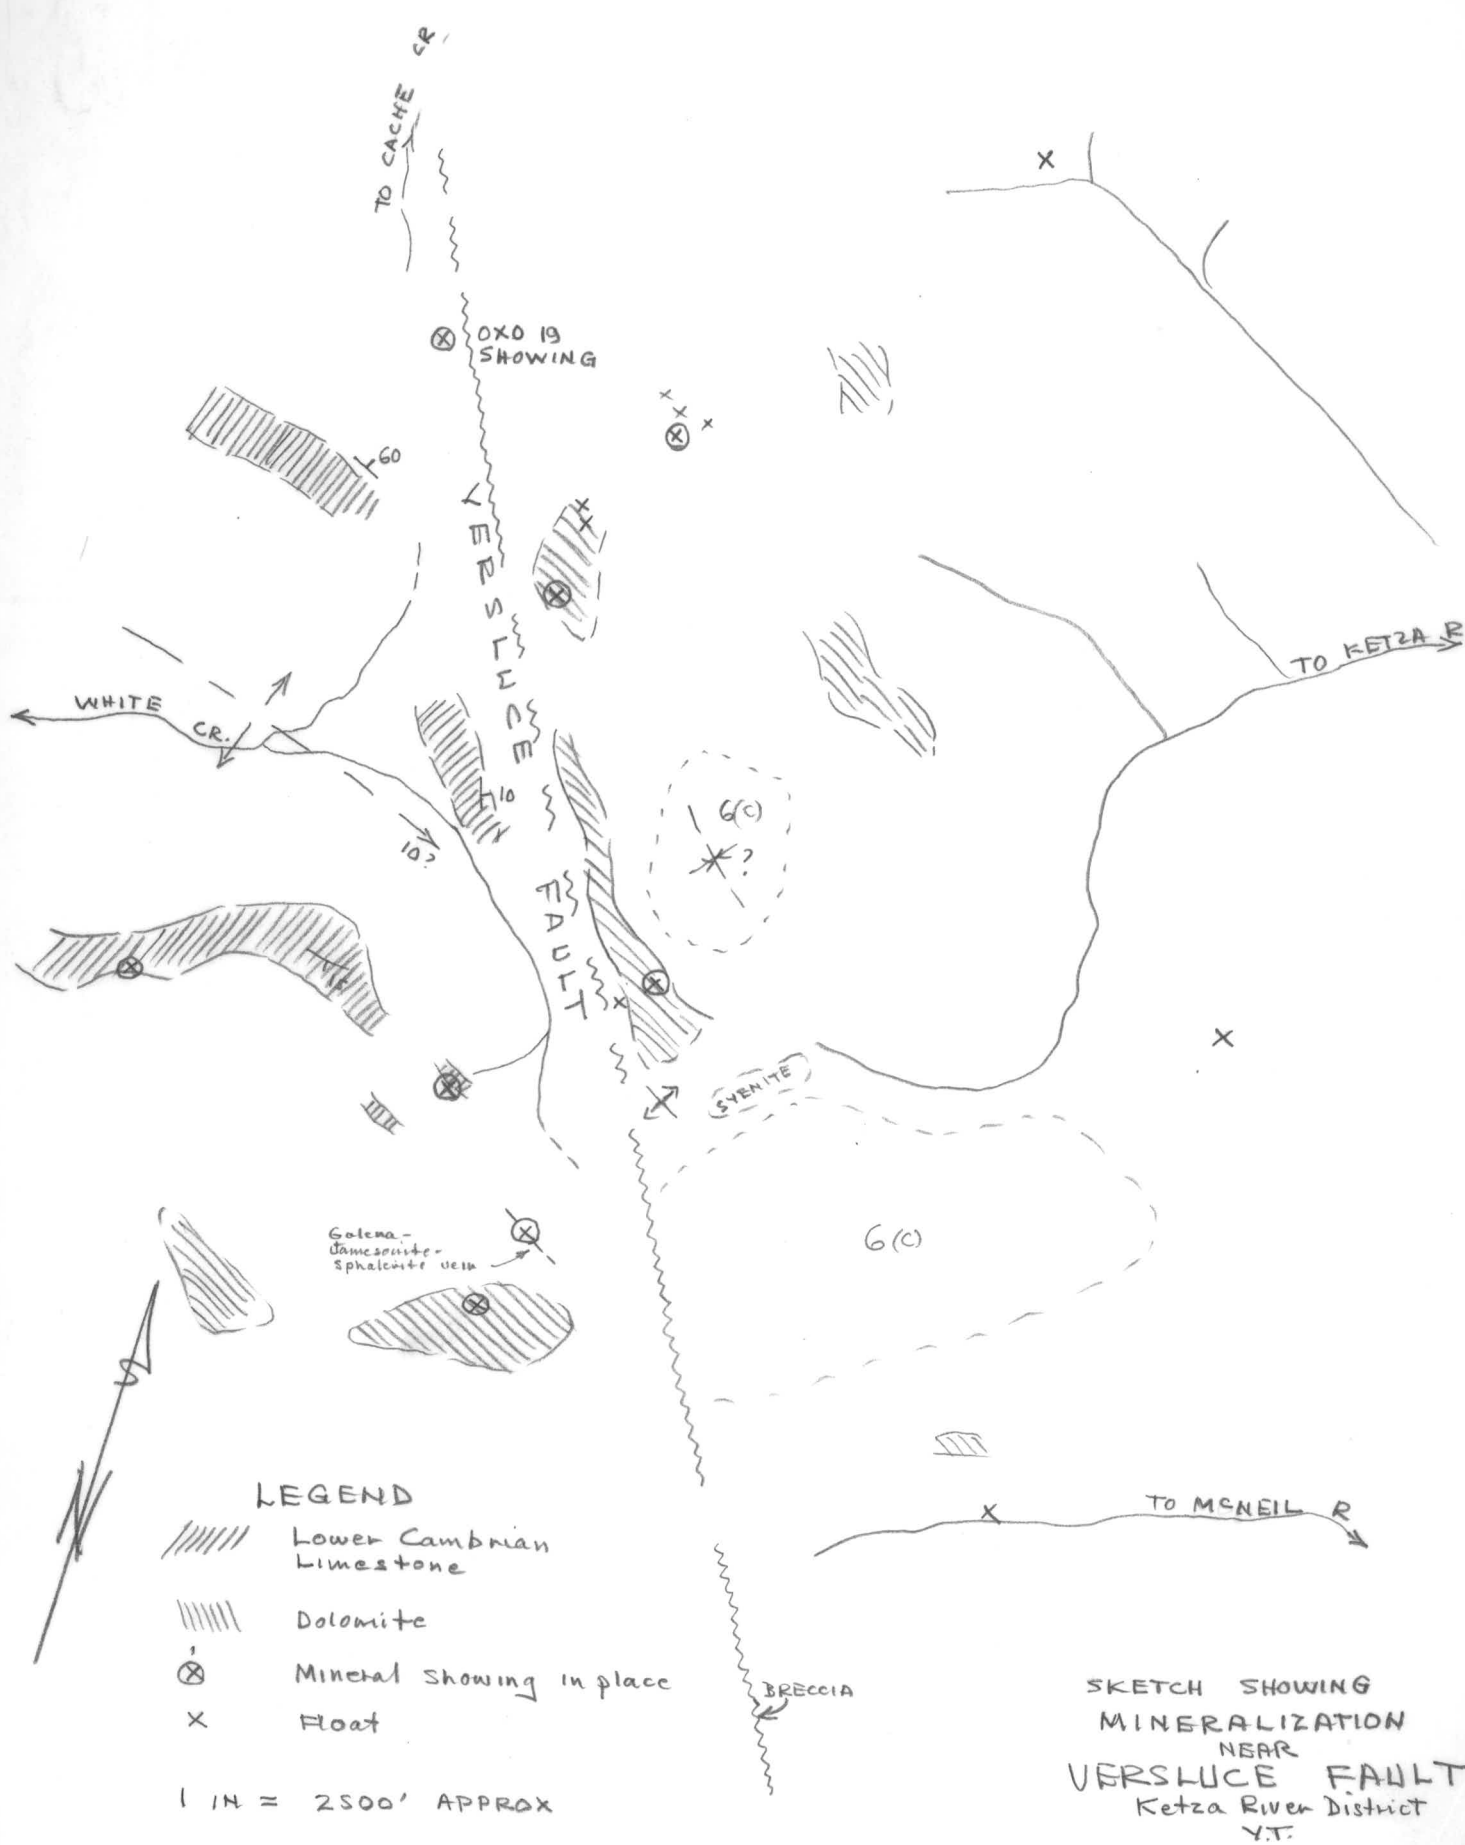 TO CACHE CR.
OXO 19
SHOWING
60
VERSLUCE FAULT
WHITE
CR.
TO KETZA R
10
10?
6(C)
?
SYENITE
6(C)
Galena-
Jamesonite-
Sphalerite vein
S
N
LEGEND
Lower Cambrian
Limestone
Dolomite
Mineral showing in place
X Float
1 IN = 2500' APPROX
TO MCNEIL R
BRECCIA
SKETCH SHOWING
MINERALIZATION
NEAR
VERSLUCE FAULT
Ketza River District
Y.T.